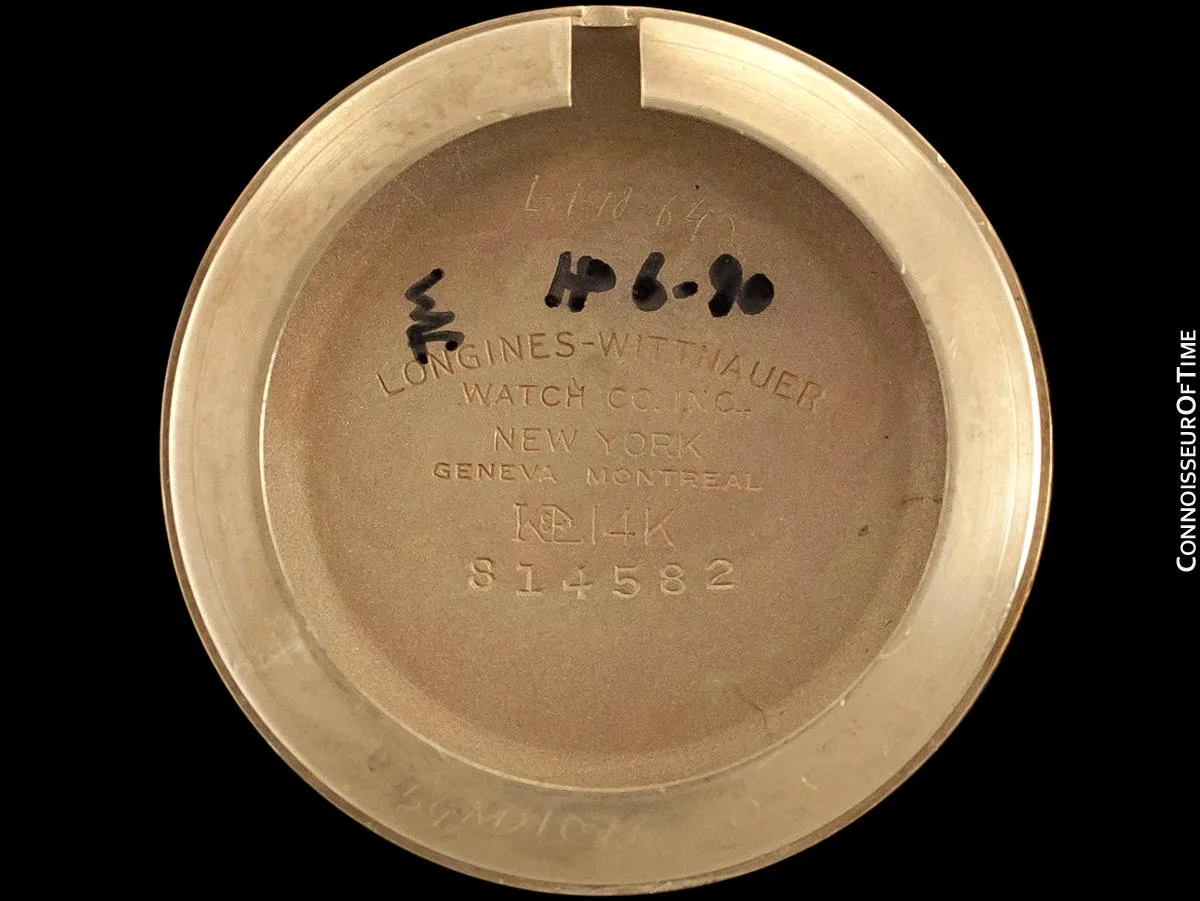 HP 6-90
LONGINES-WITTNAUER
WATCH CO. INC.
NEW YORK
GENEVA MONTREAL
K&D 14K
814582
CONNOISSEUROFTIME